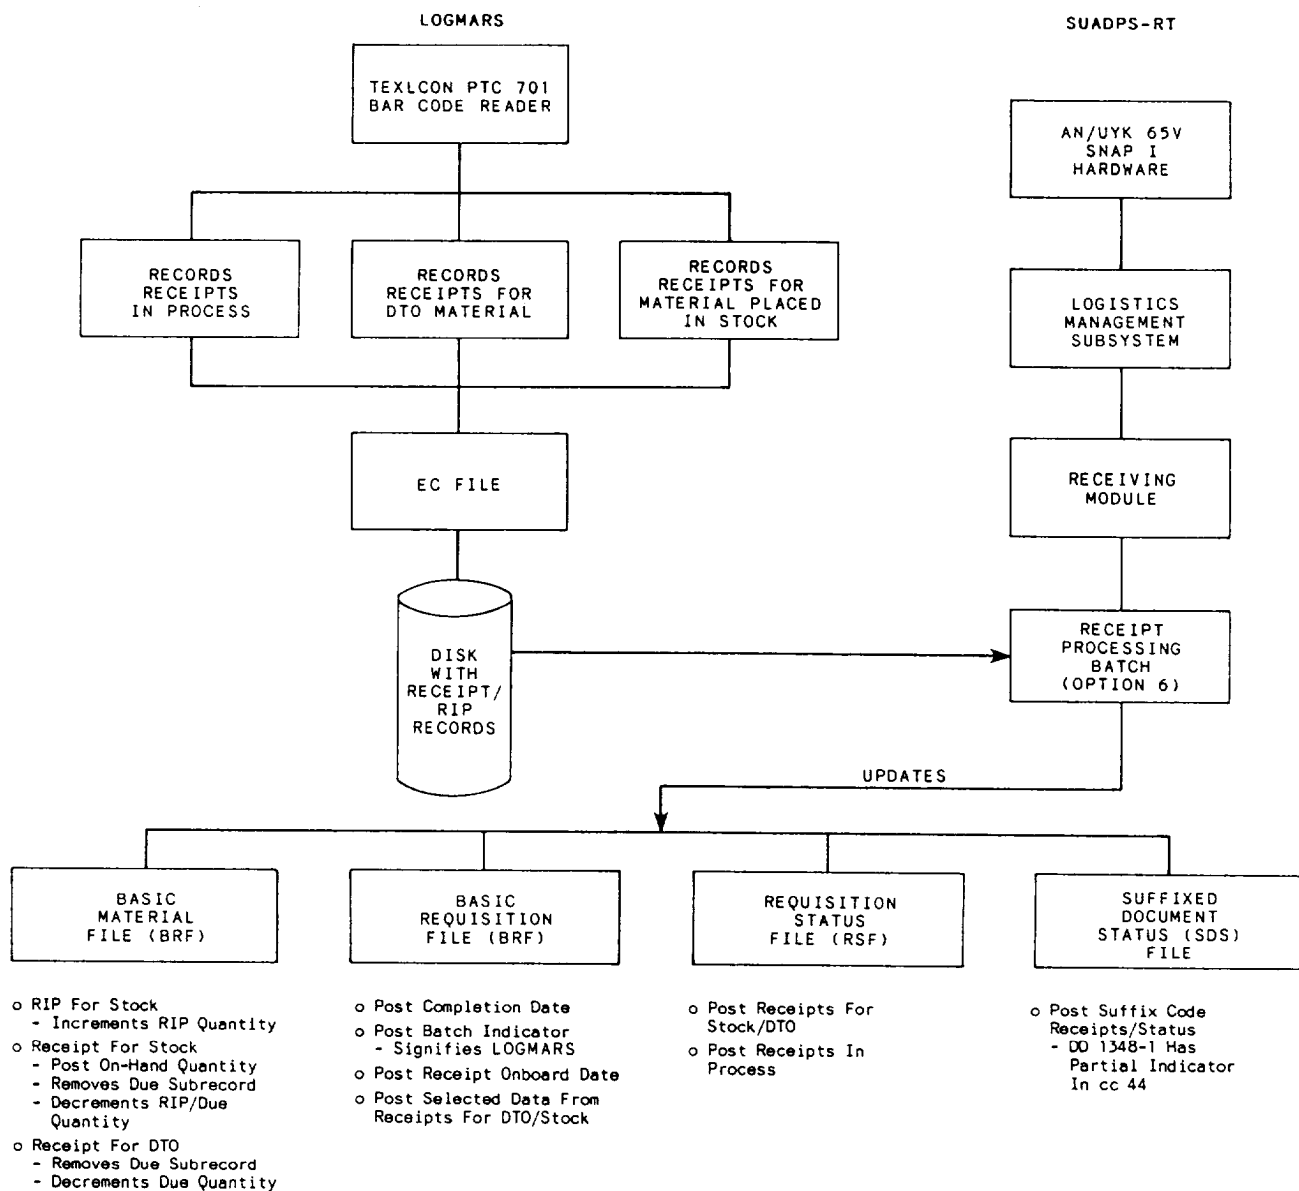 LOGMARS
SUADPS-RT
TEXLCON PTC 701
BAR CODE READER
AN/UYK 65V
SNAP I
HARDWARE
RECORDS
RECEIPTS
IN PROCESS
RECORDS
RECEIPTS FOR
DTO MATERIAL
RECORDS
RECEIPTS FOR
MATERIAL PLACED
IN STOCK
LOGISTICS
MANAGEMENT
SUBSYSTEM
EC FILE
RECEIVING
MODULE
DISK
WITH
RECEIPT/
RIP
RECORDS
RECEIPT
PROCESSING
BATCH
(OPTION 6)
UPDATES
BASIC
MATERIAL
FILE (BRF)
BASIC
REQUISITION
FILE (BRF)
REQUISITION
STATUS
FILE (RSF)
SUFFIXED
DOCUMENT
STATUS (SDS)
FILE
o RIP For Stock
- Increments RIP Quantity
o Receipt For Stock
- Post On-Hand Quantity
- Removes Due Subrecord
- Decrements RIP/Due
Quantity
o Receipt For DTO
- Removes Due Subrecord
- Decrements Due Quantity
o Post Completion Date
o Post Batch Indicator
- Signifies LOGMARS
o Post Receipt Onboard Date
o Post Selected Data From
Receipts For DTO/Stock
o Post Receipts For
Stock/DTO
o Post Receipts In
Process
o Post Suffix Code
Receipts/Status
- DD 1348-1 Has
Partial Indicator
In cc 44